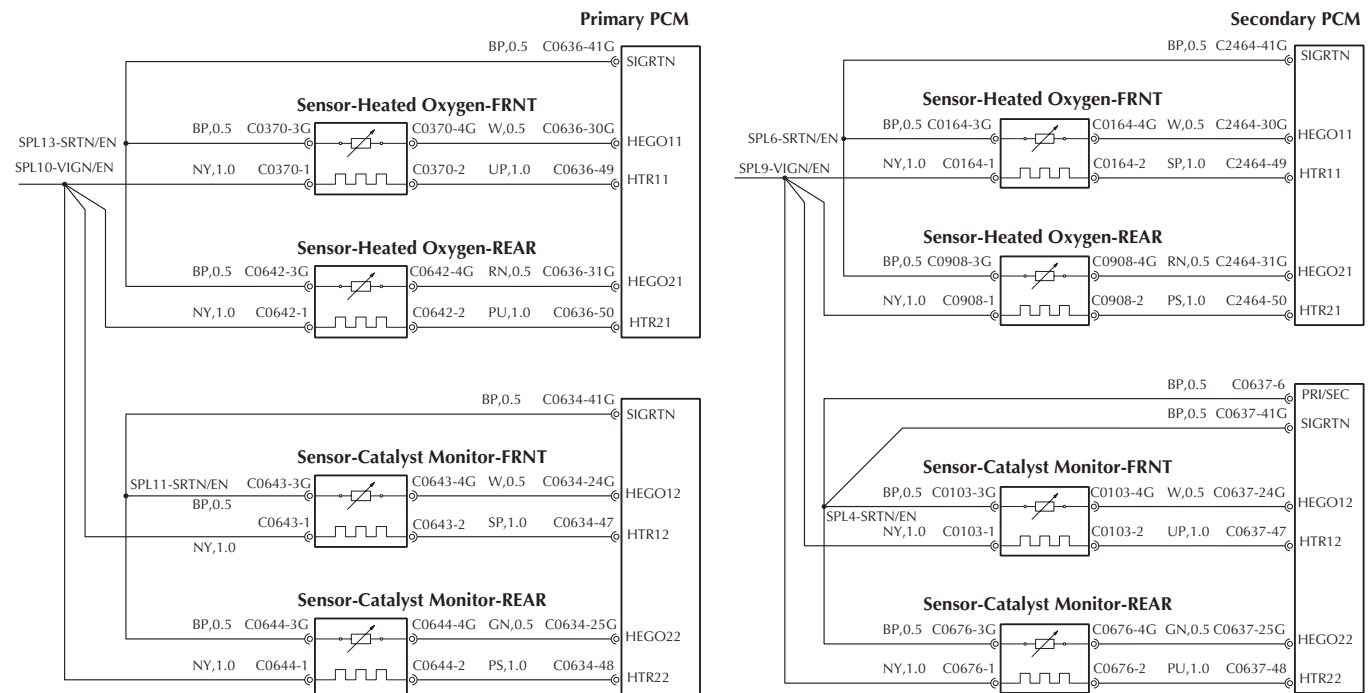 Primary PCM
BP,0.5 C0636-41G
SIGRTN
Sensor-Heated Oxygen-FRNT
SPL13-SRTN/EN
BP,0.5 C0370-3G
C0370-4G W,0.5 C0636-30G
HEGO11
SPL10-VIGN/EN
NY,1.0 C0370-1
C0370-2 UP,1.0 C0636-49
HTR11
Sensor-Heated Oxygen-REAR
BP,0.5 C0642-3G
C0642-4G RN,0.5 C0636-31G
HEGO21
NY,1.0 C0642-1
C0642-2 PU,1.0 C0636-50
HTR21
BP,0.5 C0634-41G
SIGRTN
Sensor-Catalyst Monitor-FRNT
SPL11-SRTN/EN
C0643-3G
BP,0.5
C0643-4G W,0.5 C0634-24G
HEGO12
C0643-1
NY,1.0
C0643-2 SP,1.0 C0634-47
HTR12
Sensor-Catalyst Monitor-REAR
BP,0.5 C0644-3G
C0644-4G GN,0.5 C0634-25G
HEGO22
NY,1.0 C0644-1
C0644-2 PS,1.0 C0634-48
HTR22
Secondary PCM
BP,0.5 C2464-41G
SIGRTN
Sensor-Heated Oxygen-FRNT
SPL6-SRTN/EN
BP,0.5 C0164-3G
C0164-4G W,0.5 C2464-30G
HEGO11
SPL9-VIGN/EN
NY,1.0 C0164-1
C0164-2 SP,1.0 C2464-49
HTR11
Sensor-Heated Oxygen-REAR
BP,0.5 C0908-3G
C0908-4G RN,0.5 C2464-31G
HEGO21
NY,1.0 C0908-1
C0908-2 PS,1.0 C2464-50
HTR21
BP,0.5 C0637-6
PRI/SEC
BP,0.5 C0637-41G
SIGRTN
Sensor-Catalyst Monitor-FRNT
BP,0.5 C0103-3G
C0103-4G W,0.5 C0637-24G
HEGO12
SPL4-SRTN/EN
NY,1.0 C0103-1
C0103-2 UP,1.0 C0637-47
HTR12
Sensor-Catalyst Monitor-REAR
BP,0.5 C0676-3G
C0676-4G GN,0.5 C0637-25G
HEGO22
NY,1.0 C0676-1
C0676-2 PU,1.0 C0637-48
HTR22